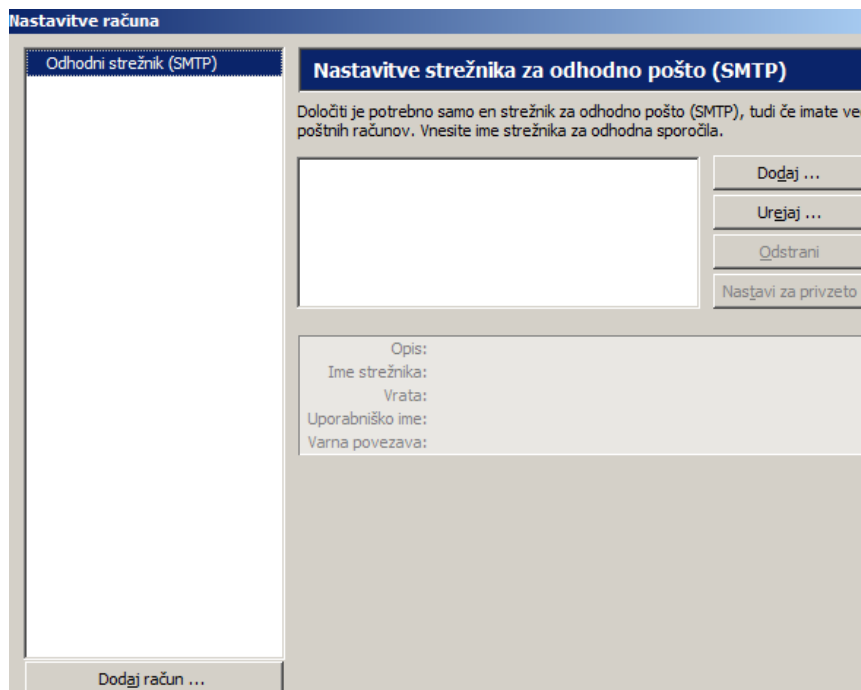 Nastavitve računa
Odhodni strežnik (SMTP)
Nastavitve strežnika za odhodno pošto (SMTP)
Določiti je potrebno samo en strežnik za odhodno pošto (SMTP), tudi če imate
poštnih računov. Vnesite ime strežnika za odhodna sporočila.
Dodaj ...
Urejaj ...
Odstrani
Nastavi za privzeto
Opis:
Ime strežnika:
Vrata:
Uporabniško ime:
Varna povezava:
Dodaj račun ...